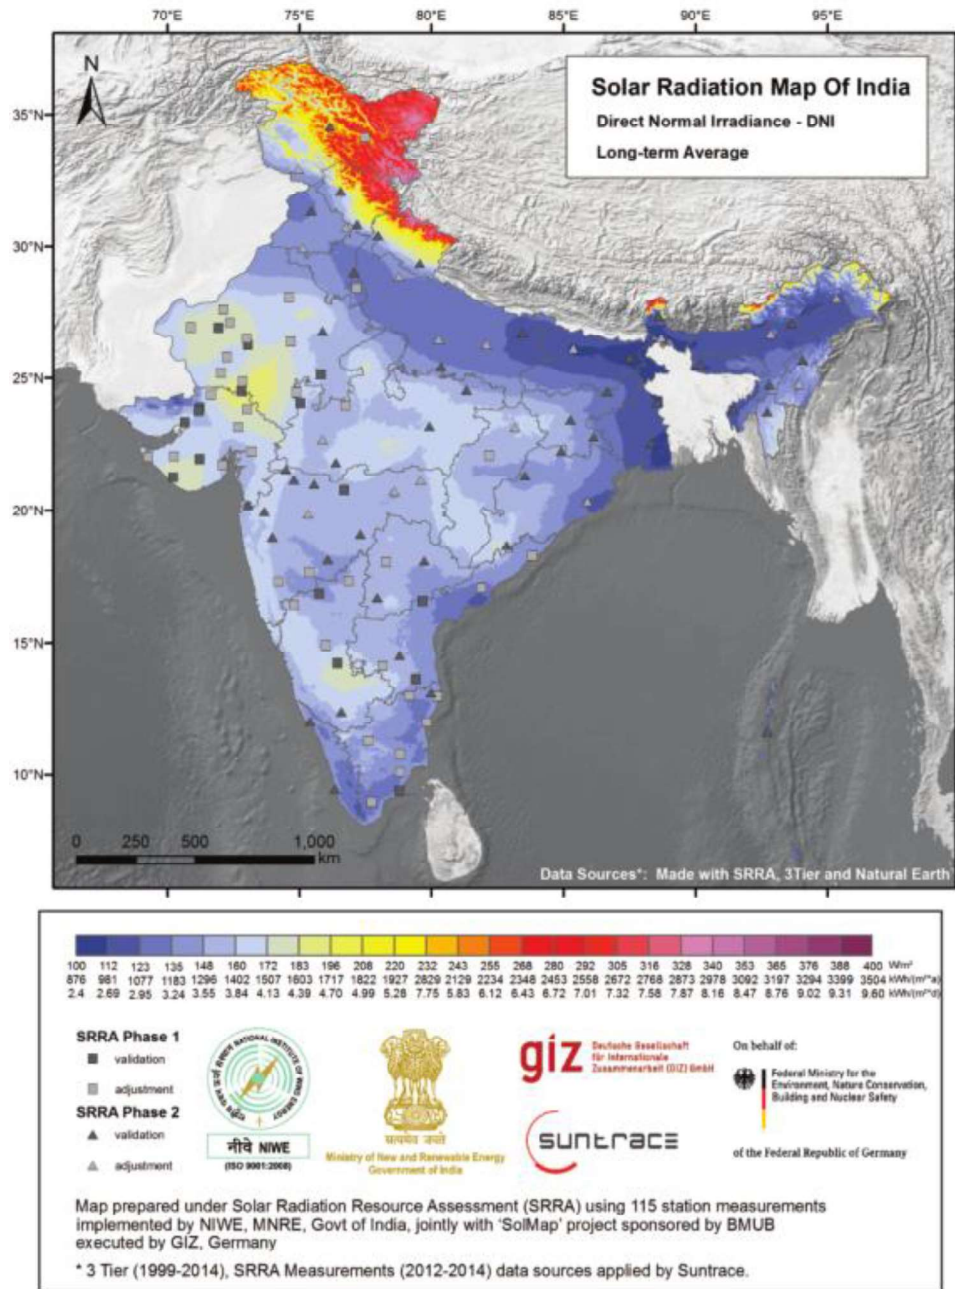 70°E 75°E 80°E 85°E 90°E 95°E
N
Solar Radiation Map Of India
Direct Normal Irradiance - DNI
Long-term Average
35°N
30°N
25°N
20°N
15°N
10°N
0 250 500 1,000
km
Data Sources*: Made with SRRA, 3Tier and Natural Earth
100 112 123 135 148 160 172 183 196 208 220 232 243 255 268 280 292 305 316 328 340 353 365 376 388 400 W/m²
876 981 1077 1183 1296 1402 1507 1603 1717 1822 1927 2829 2129 2234 2348 2453 2558 2672 2768 2873 2978 3092 3197 3294 3399 3504 kWh/(m²*a)
2.4 2.69 2.95 3.24 3.55 3.84 4.13 4.39 4.70 4.99 5.28 7.75 5.83 6.12 6.43 6.72 7.01 7.32 7.58 7.87 8.16 8.47 8.76 9.02 9.31 9.60 kWh/(m²*d)
SRRA Phase 1
validation
adjustment
SRRA Phase 2
validation
adjustment
राष्ट्रीय पवन ऊर्जा संस्थान NATIONAL INSTITUTE OF WIND ENERGY
नीवे NIWE
(ISO 9001:2008)
सत्यमेव जयते
Ministry of New and Renewable Energy
Government of India
giz Deutsche Gesellschaft
für Internationale
Zusammenarbeit (GIZ) GmbH
suntrace
On behalf of:
Federal Ministry for the
Environment, Nature Conservation,
Building and Nuclear Safety
of the Federal Republic of Germany
Map prepared under Solar Radiation Resource Assessment (SRRA) using 115 station measurements
implemented by NIWE, MNRE, Govt of India, jointly with 'SolMap' project sponsored by BMUB
executed by GIZ, Germany
* 3 Tier (1999-2014), SRRA Measurements (2012-2014) data sources applied by Suntrace.